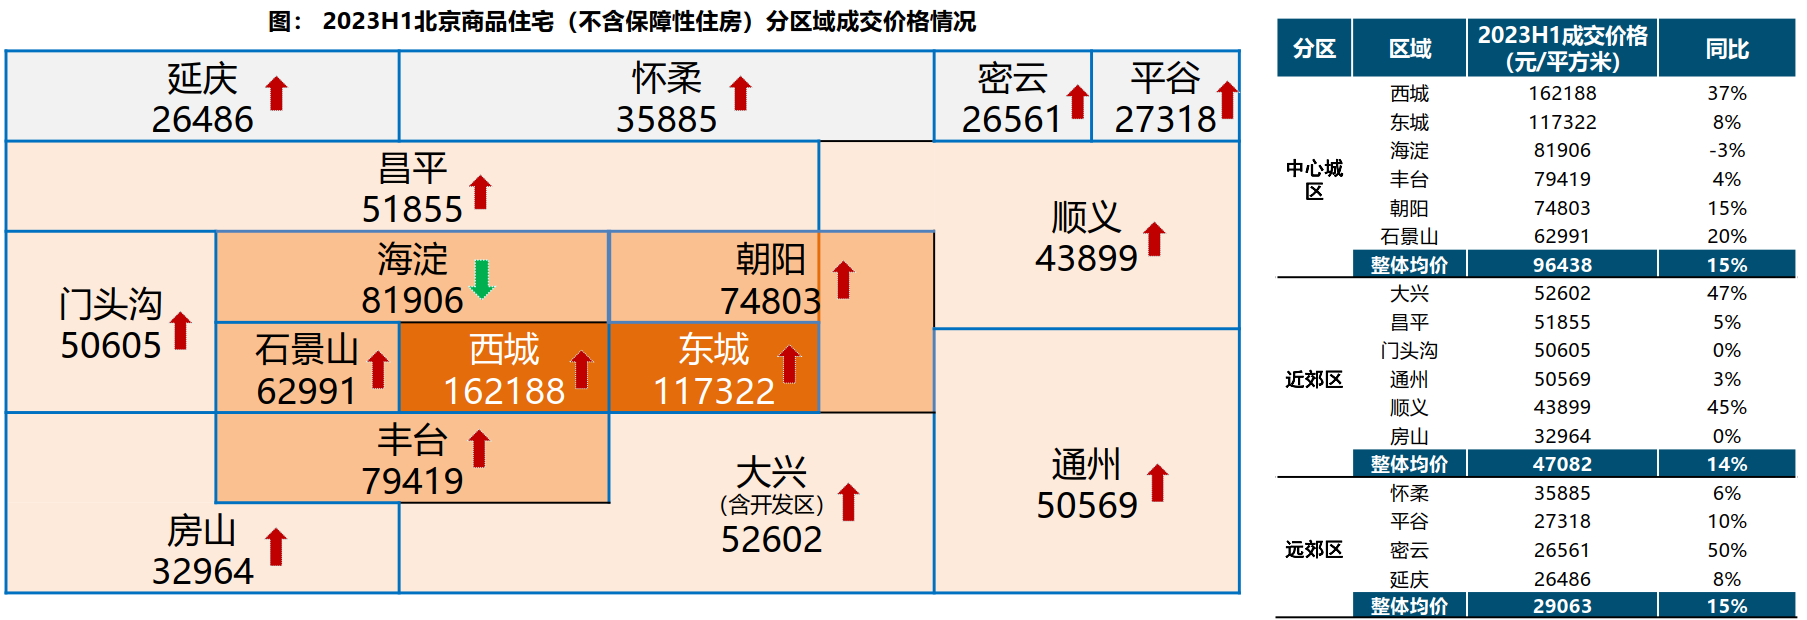 图： 2023H1北京商品住宅（不含保障性住房）分区域成交价格情况
延庆
26486
怀柔
35885
密云
26561
平谷
27318
昌平
51855
顺义
43899
门头沟
50605
海淀
81906
朝阳
74803
石景山
62991
西城
162188
东城
117322
丰台
79419
房山
32964
大兴
（含开发区）
52602
通州
50569
分区 区域 2023H1成交价格 同比
（元/平方米）
西城 162188 37%
东城 117322 8%
海淀 81906 -3%
中心城
区
丰台 79419 4%
朝阳 74803 15%
石景山 62991 20%
整体均价 96438 15%
大兴 52602 47%
昌平 51855 5%
门头沟 50605 0%
近郊区
通州 50569 3%
顺义 43899 45%
房山 32964 0%
整体均价 47082 14%
怀柔 35885 6%
平谷 27318 10%
远郊区
密云 26561 50%
延庆 26486 8%
整体均价 29063 15%